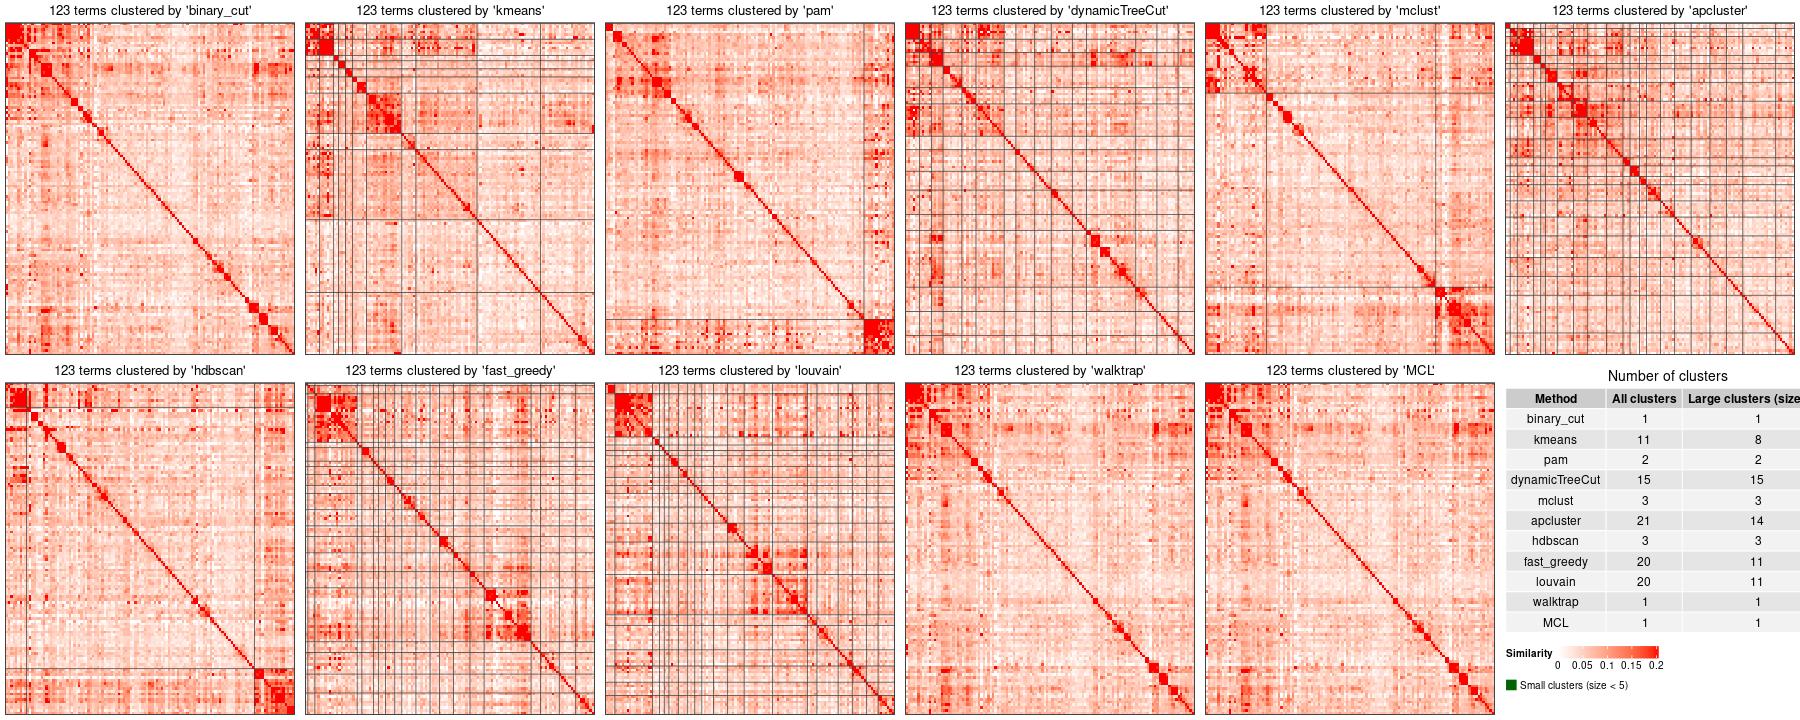 123 terms clustered by 'binary_cut'
123 terms clustered by 'kmeans'
123 terms clustered by 'pam'
123 terms clustered by 'dynamicTreeCut'
123 terms clustered by 'mclust'
123 terms clustered by 'apcluster'
123 terms clustered by 'hdbscan'
123 terms clustered by 'fast_greedy'
123 terms clustered by 'louvain'
123 terms clustered by 'walktrap'
123 terms clustered by 'MCL'
Number of clusters
Method All clusters Large clusters (size
binary_cut 1 1
kmeans 11 8
pam 2 2
dynamicTreeCut 15 15
mclust 3 3
apcluster 21 14
hdbscan 3 3
fast_greedy 20 11
louvain 20 11
walktrap 1 1
MCL 1 1
Similarity
0 0.05 0.1 0.15 0.2
Small clusters (size < 5)